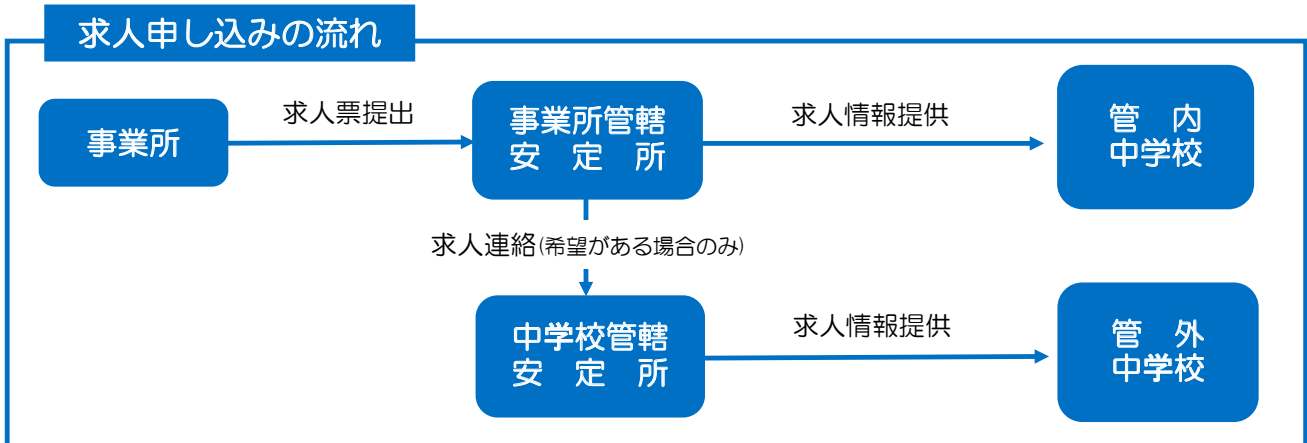 求人申し込みの流れ
事業所
求人票提出
事業所管轄
安　定　所
求人情報提供
管　内
中学校
求人連絡(希望がある場合のみ)
中学校管轄
安　定　所
求人情報提供
管　外
中学校